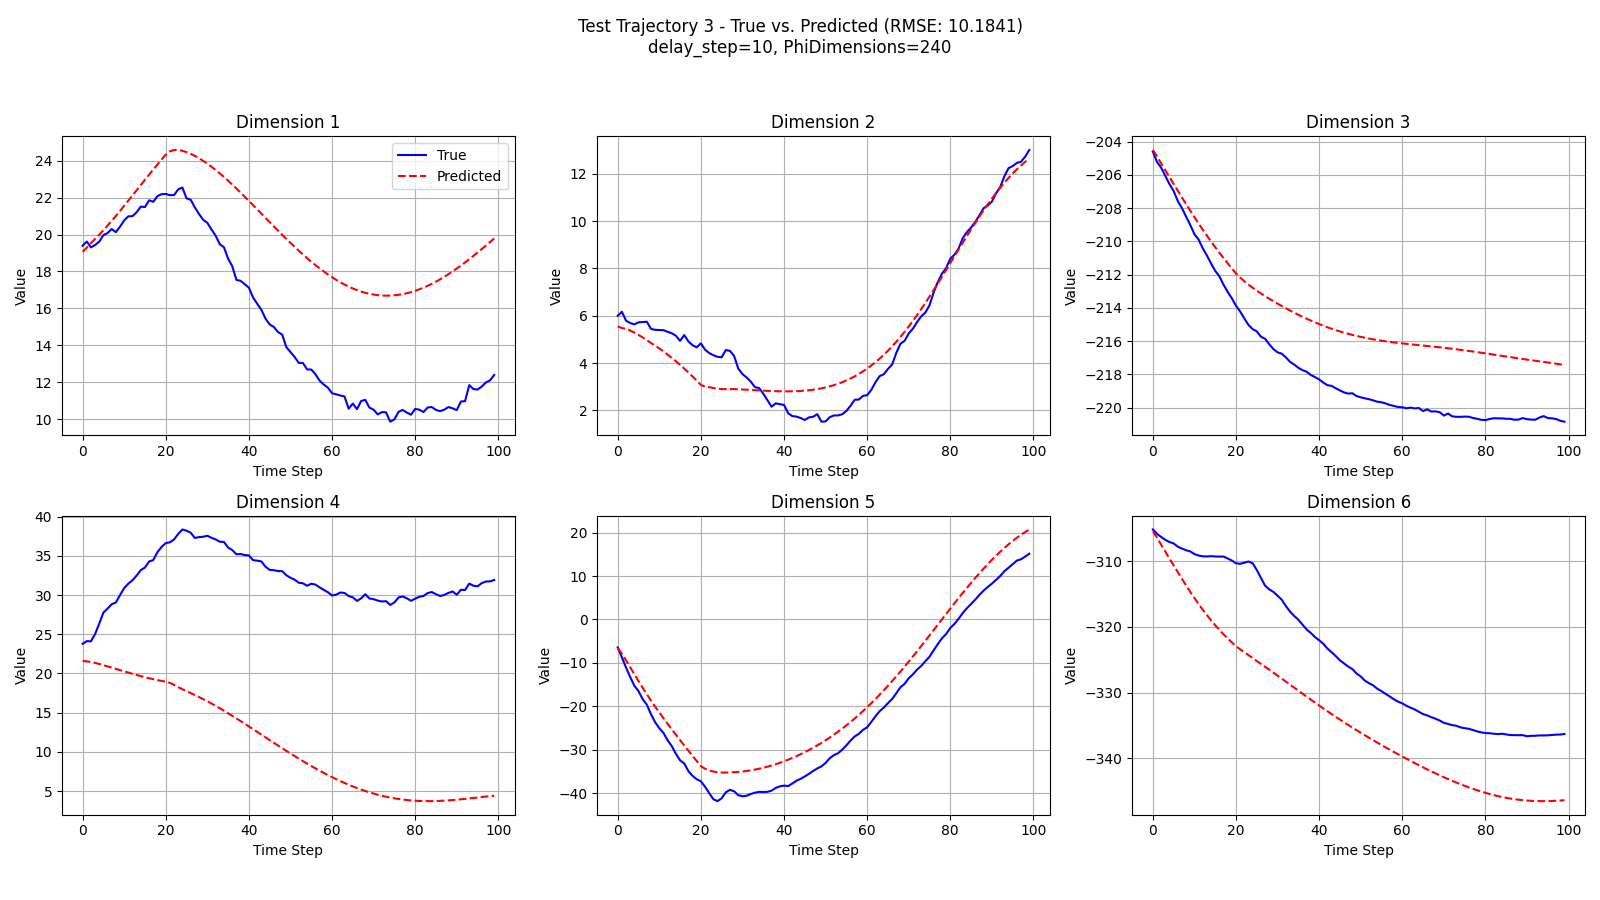 Test Trajectory 3 - True vs. Predicted (RMSE: 10.1841)
delay_step=10, PhiDimensions=240
Dimension 1
True
Predicted
Value
24
22
20
18
16
14
12
10
0 20 40 60 80 100
Time Step
Dimension 2
Value
12
10
8
6
4
2
0 20 40 60 80 100
Time Step
Dimension 3
Value
−204
−206
−208
−210
−212
−214
−216
−218
−220
0 20 40 60 80 100
Time Step
Dimension 4
Value
40
35
30
25
20
15
10
5
0 20 40 60 80 100
Time Step
Dimension 5
Value
20
10
0
−10
−20
−30
−40
0 20 40 60 80 100
Time Step
Dimension 6
Value
−310
−320
−330
−340
0 20 40 60 80 100
Time Step